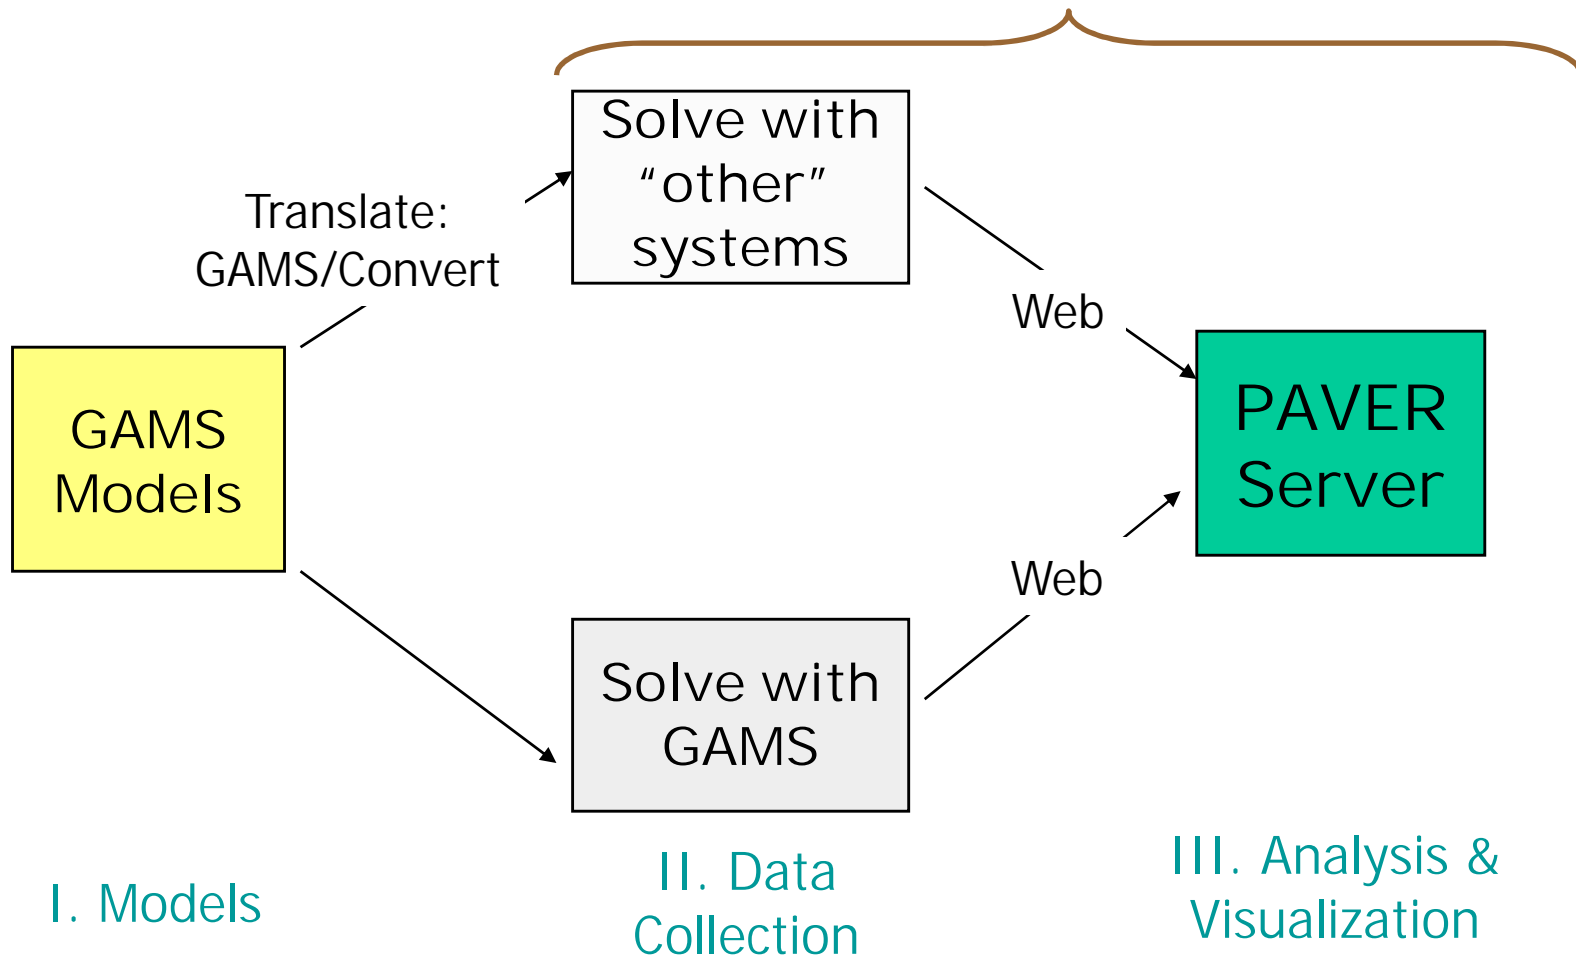 Solve with
“other”
systems
Translate:
GAMS/Convert
Web
GAMS
Models
PAVER
Server
Web
Solve with
GAMS
I. Models
II. Data
Collection
III. Analysis &
Visualization